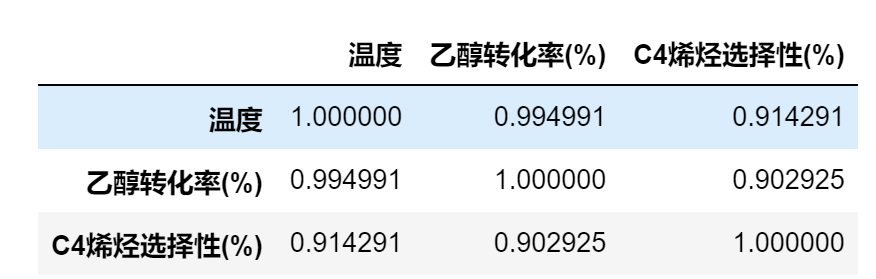 温度 乙醇转化率(%) C4烯烃选择性(%)
温度 1.000000 0.994991 0.914291
乙醇转化率(%) 0.994991 1.000000 0.902925
C4烯烃选择性(%) 0.914291 0.902925 1.000000